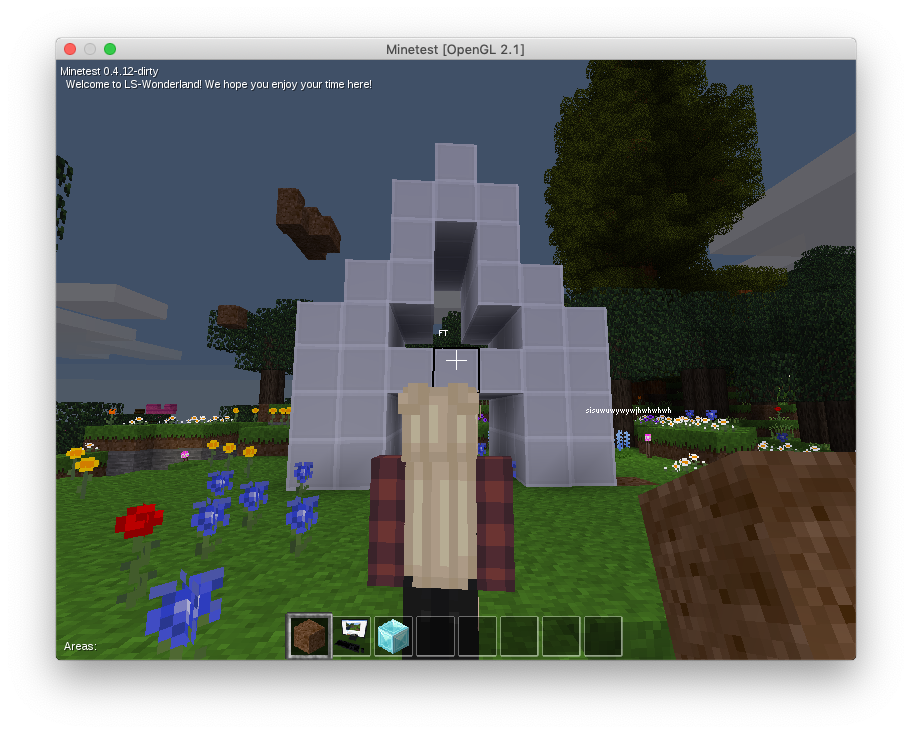 Minetest [OpenGL 2.1]
Minetest 0.4.12-dirty
Welcome to LS-Wonderland! We hope you enjoy your time here!
FT
sisuwuwywywjhwhwhwh
Areas: